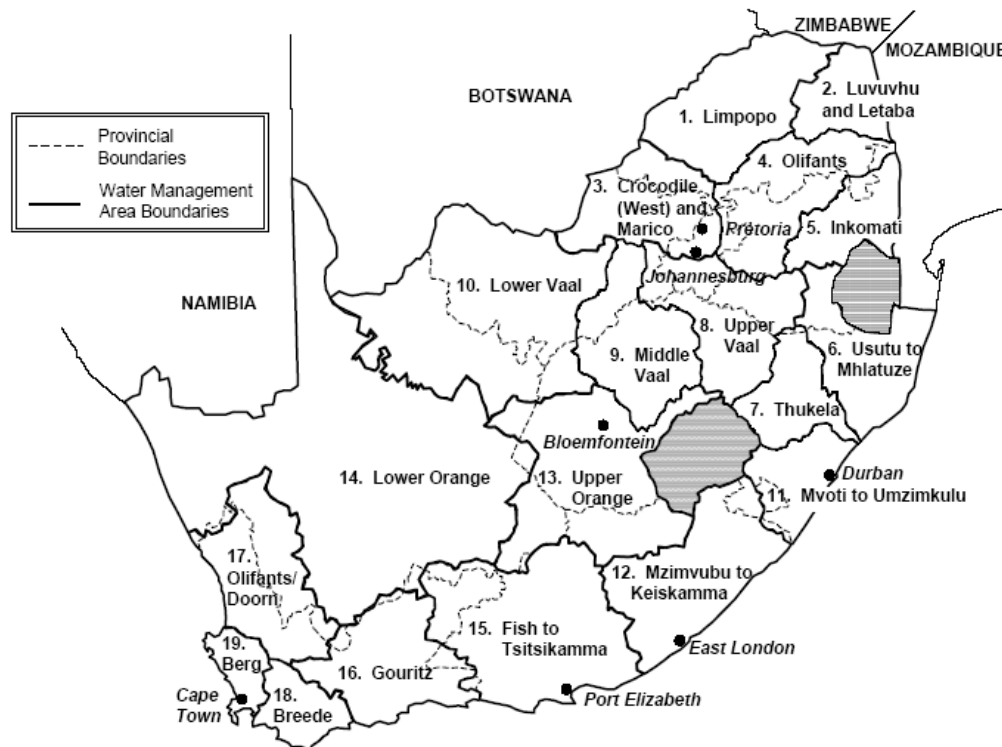 ZIMBABWE
MOZAMBIQUE
BOTSWANA
NAMIBIA
Provincial
Boundaries
Water Management
Area Boundaries
1. Limpopo
2. Luvuvhu
and Letaba
3. Crocodile
(West) and
Marico
4. Olifants
Pretoria
5. Inkomati
Johannesburg
10. Lower Vaal
8. Upper
Vaal
9. Middle
Vaal
6. Usutu to
Mhlatuze
7. Thukela
Bloemfontein
14. Lower Orange
13. Upper
Orange
Durban
11. Mvoti to Umzimkulu
17.
Olifants/
Doorn
12. Mzimvubu to
Keiskamma
15. Fish to
Tsitsikamma
East London
19.
Berg
16. Gouritz
Cape
Town
18.
Breede
Port Elizabeth